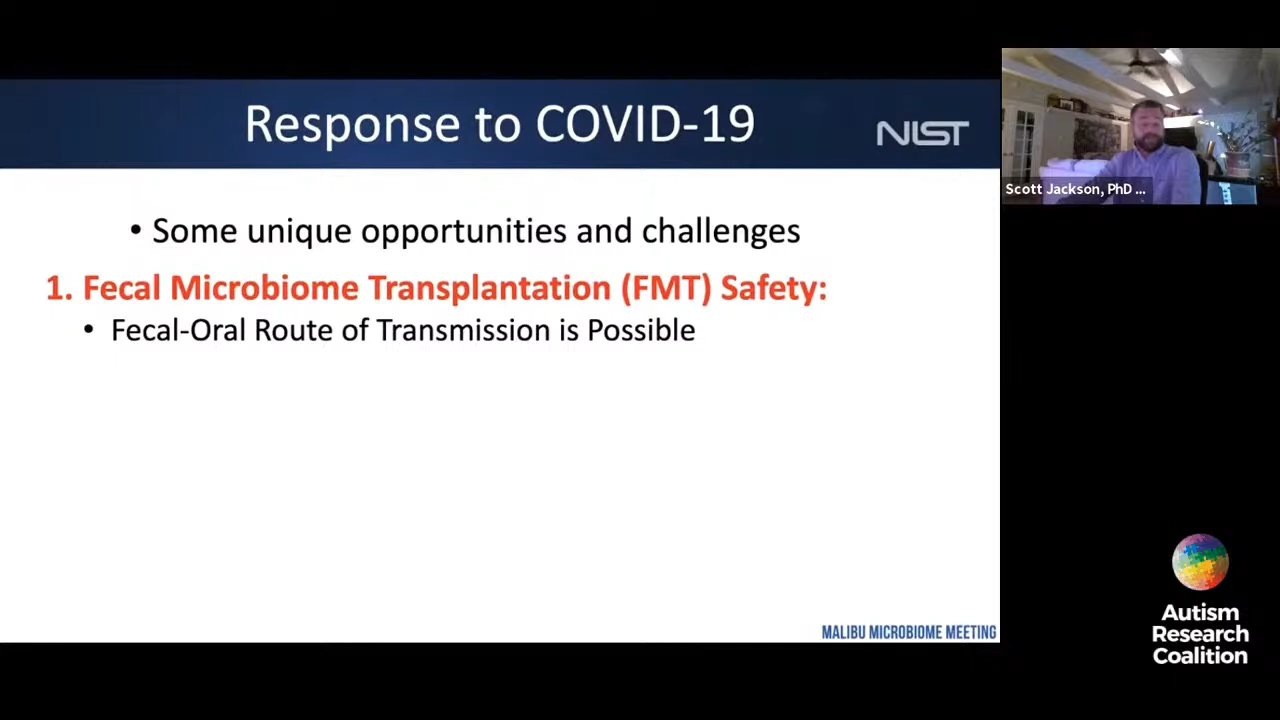 Response to COVID-19
NIST
• Some unique opportunities and challenges
1. Fecal Microbiome Transplantation (FMT) Safety:
• Fecal-Oral Route of Transmission is Possible
MALIBU MICROBIOME MEETING
Scott Jackson, PhD ...
Autism
Research
Coalition